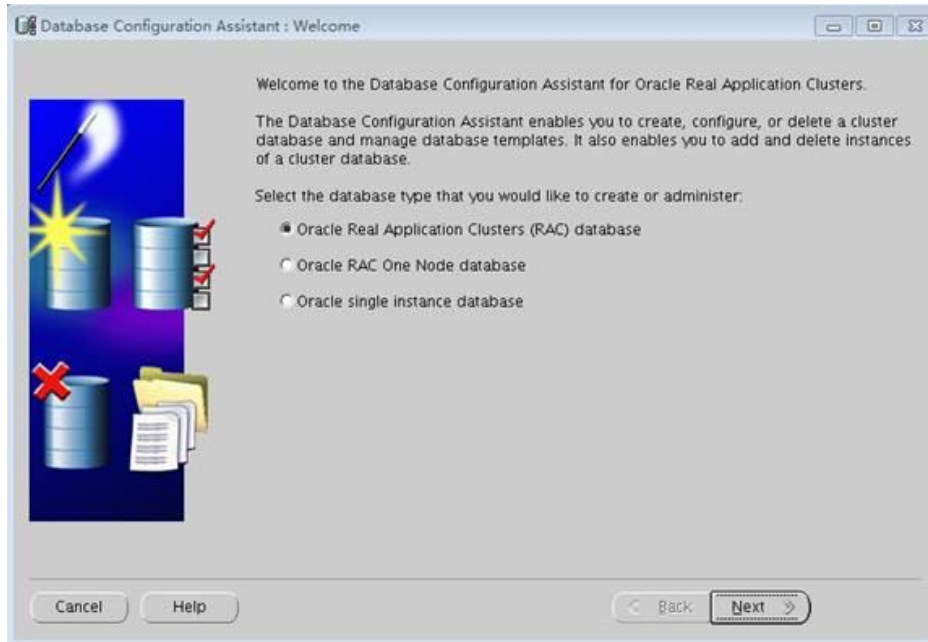 Database Configuration Assistant : Welcome
Welcome to the Database Configuration Assistant for Oracle Real Application Clusters.
The Database Configuration Assistant enables you to create, configure, or delete a cluster
database and manage database templates. It also enables you to add and delete instances
of a cluster database.
Select the database type that you would like to create or administer:
Oracle Real Application Clusters (RAC) database
Oracle RAC One Node database
Oracle single instance database
Cancel
Help
Back
Next